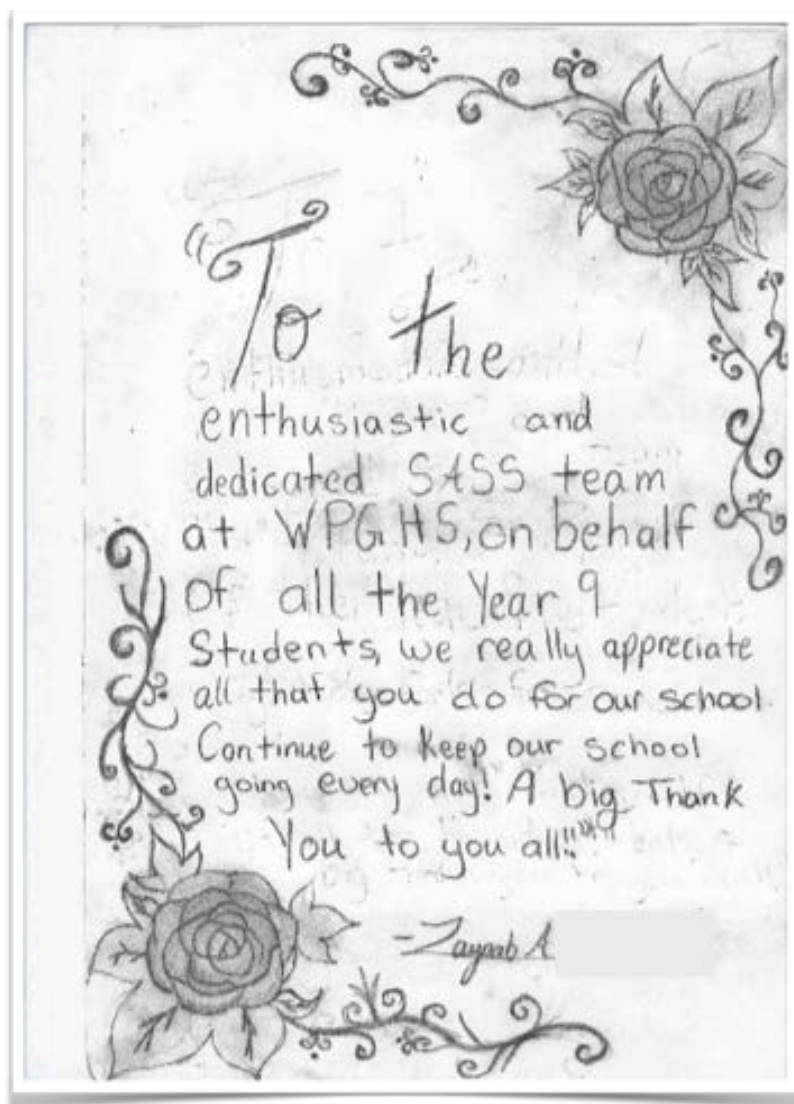 To the
enthusiastic and
dedicated SASS team
at WPGHS, on behalf
of all the Year 9
Students, we really appreciate
all that you do for our school.
Continue to keep our school
going every day! A big Thank
You to you all!!"""
-Zaynab A